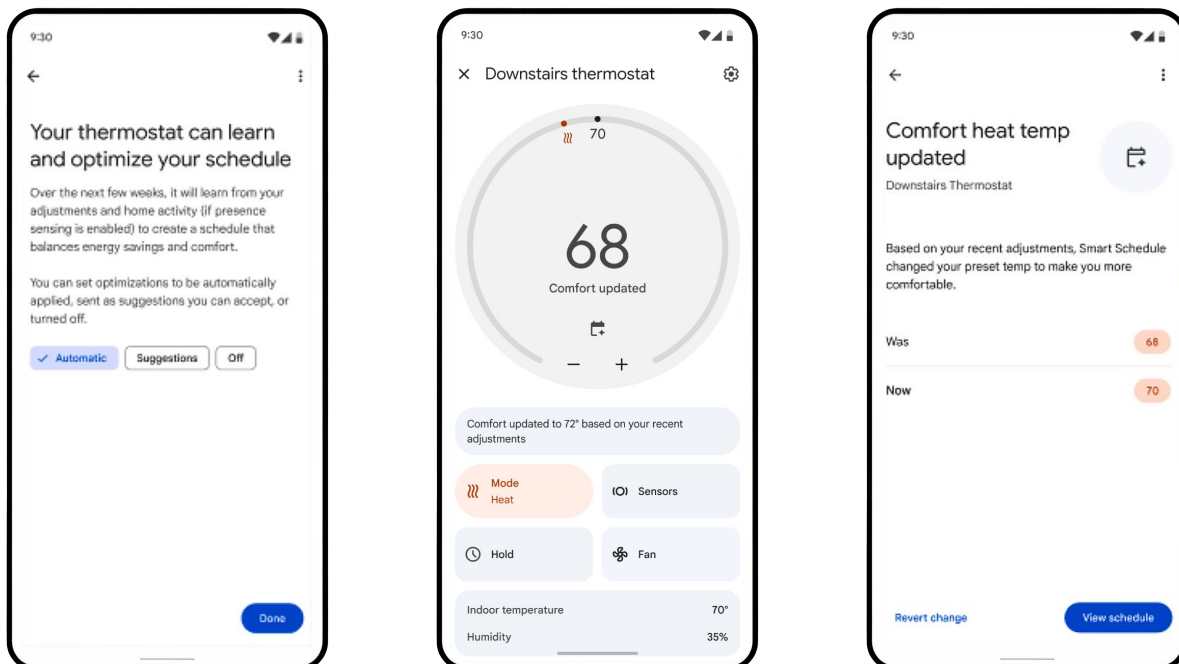 9:30
Your thermostat can learn
and optimize your schedule
Over the next few weeks, it will learn from your
adjustments and home activity (if presence
sensing is enabled) to create a schedule that
balances energy savings and comfort.
You can set optimizations to be automatically
applied, sent as suggestions you can accept, or
turned off.
Automatic
Suggestions
Off
Done
9:30
Downstairs thermostat
70
68
Comfort updated
Comfort updated to 72° based on your recent
adjustments
Mode
Heat
Sensors
Hold
Fan
Indoor temperature 70°
Humidity 35%
9:30
Comfort heat temp
updated
Downstairs Thermostat
Based on your recent adjustments, Smart Schedule
changed your preset temp to make you more
comfortable.
Was 68
Now 70
Revert change
View schedule